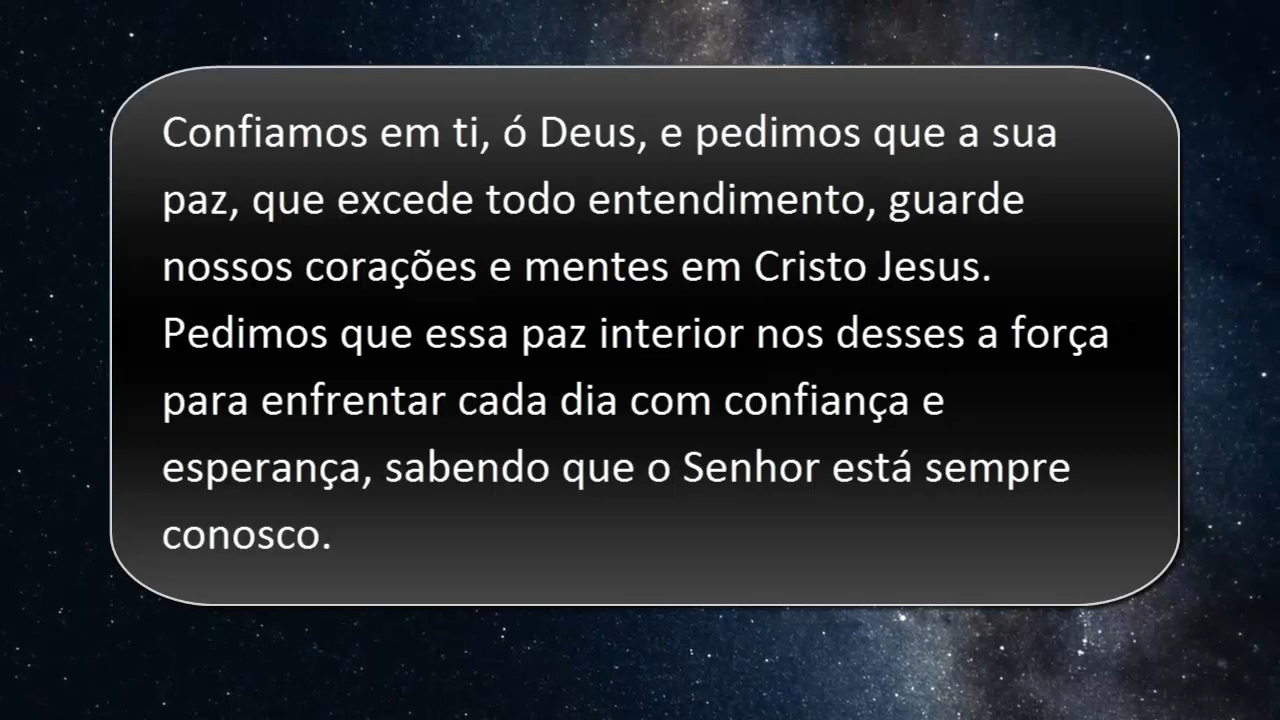 Confiamos em ti, ó Deus, e pedimos que a sua
paz, que excede todo entendimento, guarde
nossos corações e mentes em Cristo Jesus.
Pedimos que essa paz interior nos desses a força
para enfrentar cada dia com confiança e
esperança, sabendo que o Senhor está sempre
conosco.